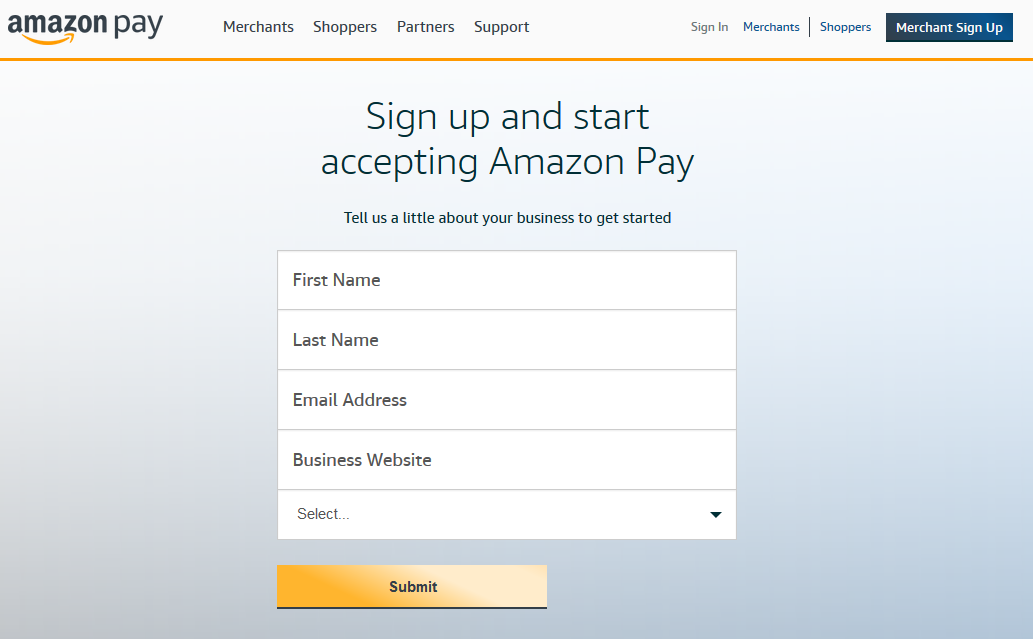 amazon pay
Merchants Shoppers Partners Support
Sign In Merchants Shoppers Merchant Sign Up
Sign up and start
accepting Amazon Pay
Tell us a little about your business to get started
First Name
Last Name
Email Address
Business Website
Select...
Submit